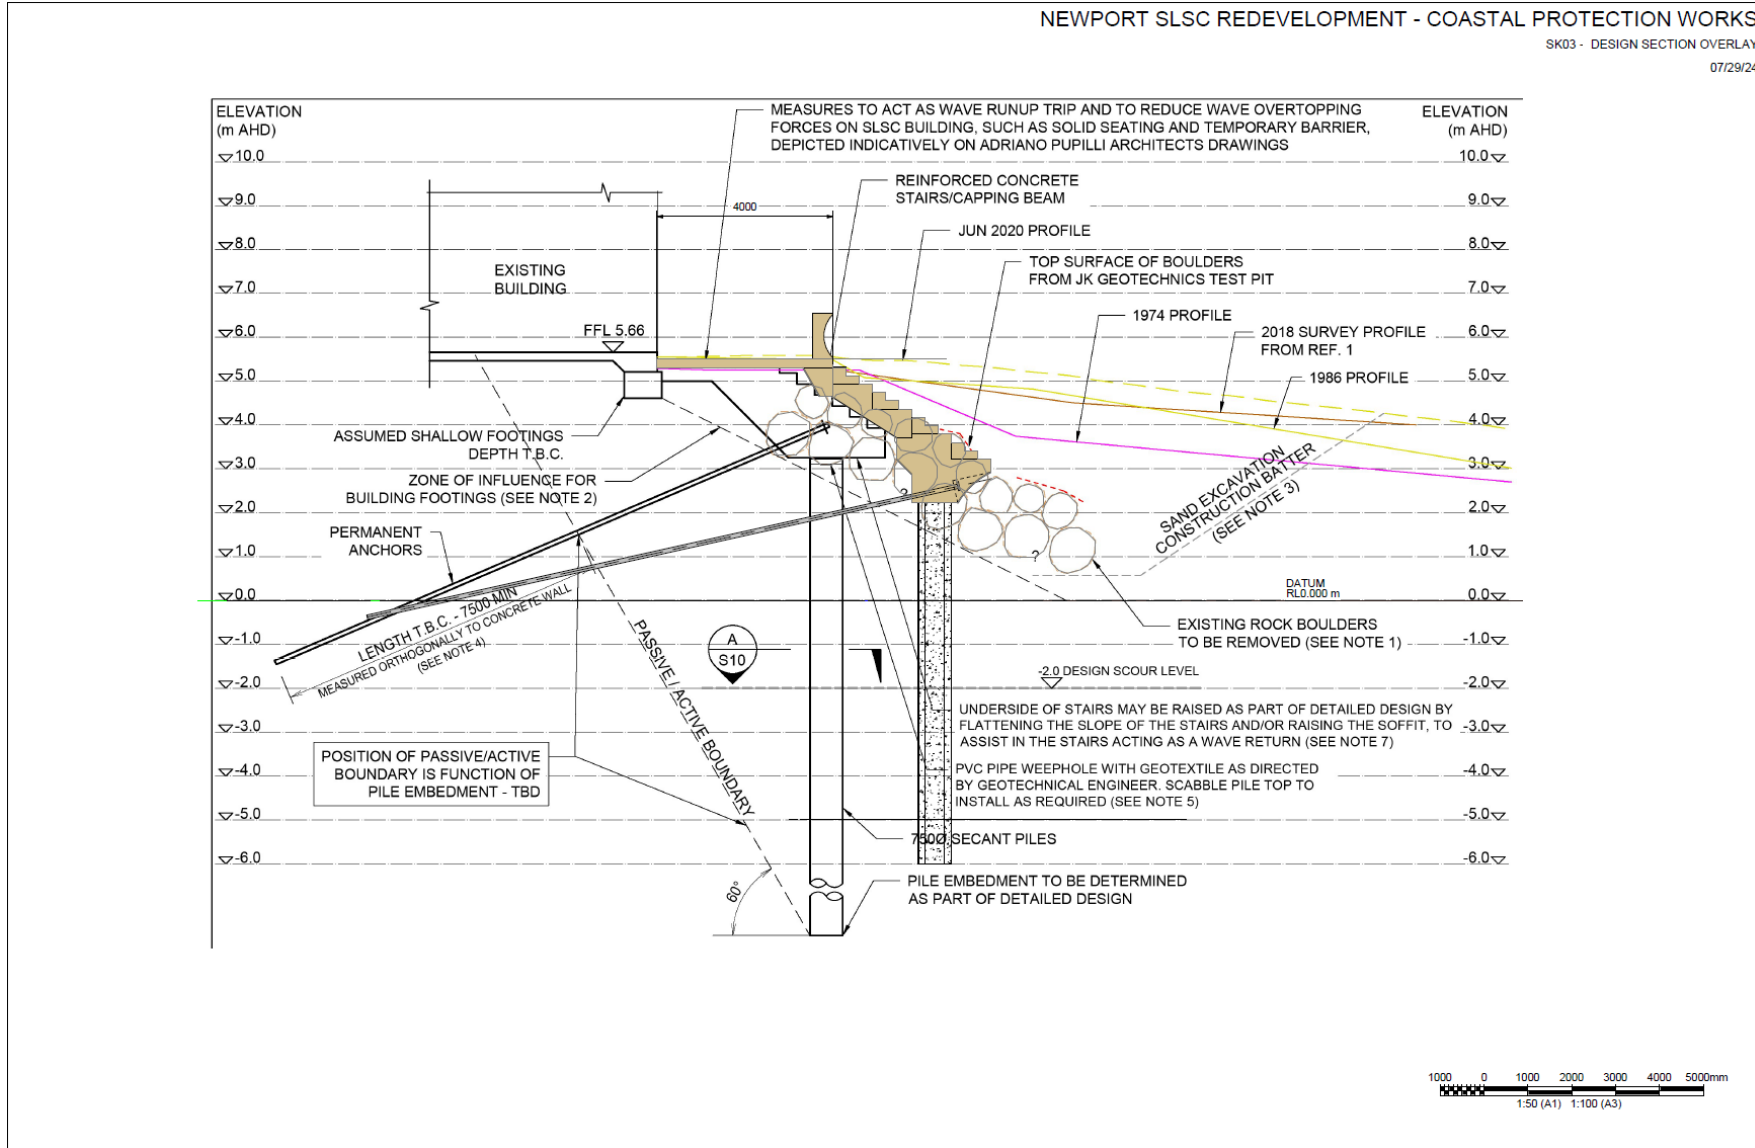 NEWPORT SLSC REDEVELOPMENT - COASTAL PROTECTION WORKS
SK03 - DESIGN SECTION OVERLAY
07/29/24
ELEVATION
(m AHD)
10.0
9.0
8.0
7.0
6.0
5.0
4.0
3.0
2.0
1.0
0.0
-1.0
-2.0
-3.0
-4.0
-5.0
-6.0
ELEVATION
(m AHD)
10.0
9.0
8.0
7.0
6.0
5.0
4.0
3.0
2.0
1.0
0.0
-1.0
-2.0
-3.0
-4.0
-5.0
-6.0
MEASURES TO ACT AS WAVE RUNUP TRIP AND TO REDUCE WAVE OVERTOPPING
FORCES ON SLSC BUILDING, SUCH AS SOLID SEATING AND TEMPORARY BARRIER,
DEPICTED INDICATIVELY ON ADRIANO PUPILLI ARCHITECTS DRAWINGS
REINFORCED CONCRETE
STAIRS/CAPPING BEAM
4000
JUN 2020 PROFILE
TOP SURFACE OF BOULDERS
FROM JK GEOTECHNICS TEST PIT
EXISTING
BUILDING
1974 PROFILE
FFL 5.66
2018 SURVEY PROFILE
FROM REF. 1
1986 PROFILE
ASSUMED SHALLOW FOOTINGS
DEPTH T.B.C.
ZONE OF INFLUENCE FOR
BUILDING FOOTINGS (SEE NOTE 2)
PERMANENT
ANCHORS
?
?
SAND EXCAVATION
CONSTRUCTION BATTER
(SEE NOTE 3)
DATUM
RL0.000 m
LENGTH T.B.C. - 7500 MIN
MEASURED ORTHOGONALLY TO CONCRETE WALL
(SEE NOTE 4)
EXISTING ROCK BOULDERS
TO BE REMOVED (SEE NOTE 1)
PASSIVE / ACTIVE BOUNDARY
A
S10
-2.0 DESIGN SCOUR LEVEL
UNDERSIDE OF STAIRS MAY BE RAISED AS PART OF DETAILED DESIGN BY
FLATTENING THE SLOPE OF THE STAIRS AND/OR RAISING THE SOFFIT, TO
ASSIST IN THE STAIRS ACTING AS A WAVE RETURN (SEE NOTE 7)
POSITION OF PASSIVE/ACTIVE
BOUNDARY IS FUNCTION OF
PILE EMBEDMENT - TBD
PVC PIPE WEEPHOLE WITH GEOTEXTILE AS DIRECTED
BY GEOTECHNICAL ENGINEER. SCABBLE PILE TOP TO
INSTALL AS REQUIRED (SEE NOTE 5)
750Ø SECANT PILES
60°
PILE EMBEDMENT TO BE DETERMINED
AS PART OF DETAILED DESIGN
1000 0 1000 2000 3000 4000 5000mm
1:50 (A1) 1:100 (A3)